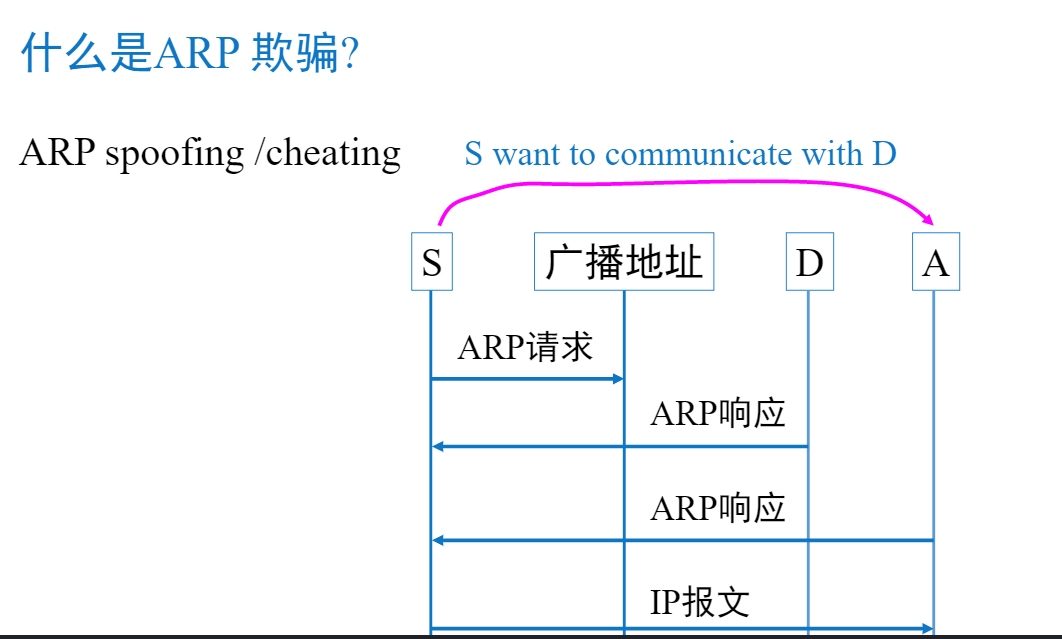 什么是ARP 欺骗?
ARP spoofing /cheating
S want to communicate with D
S
广播地址
D
A
ARP请求
ARP响应
ARP响应
IP报文